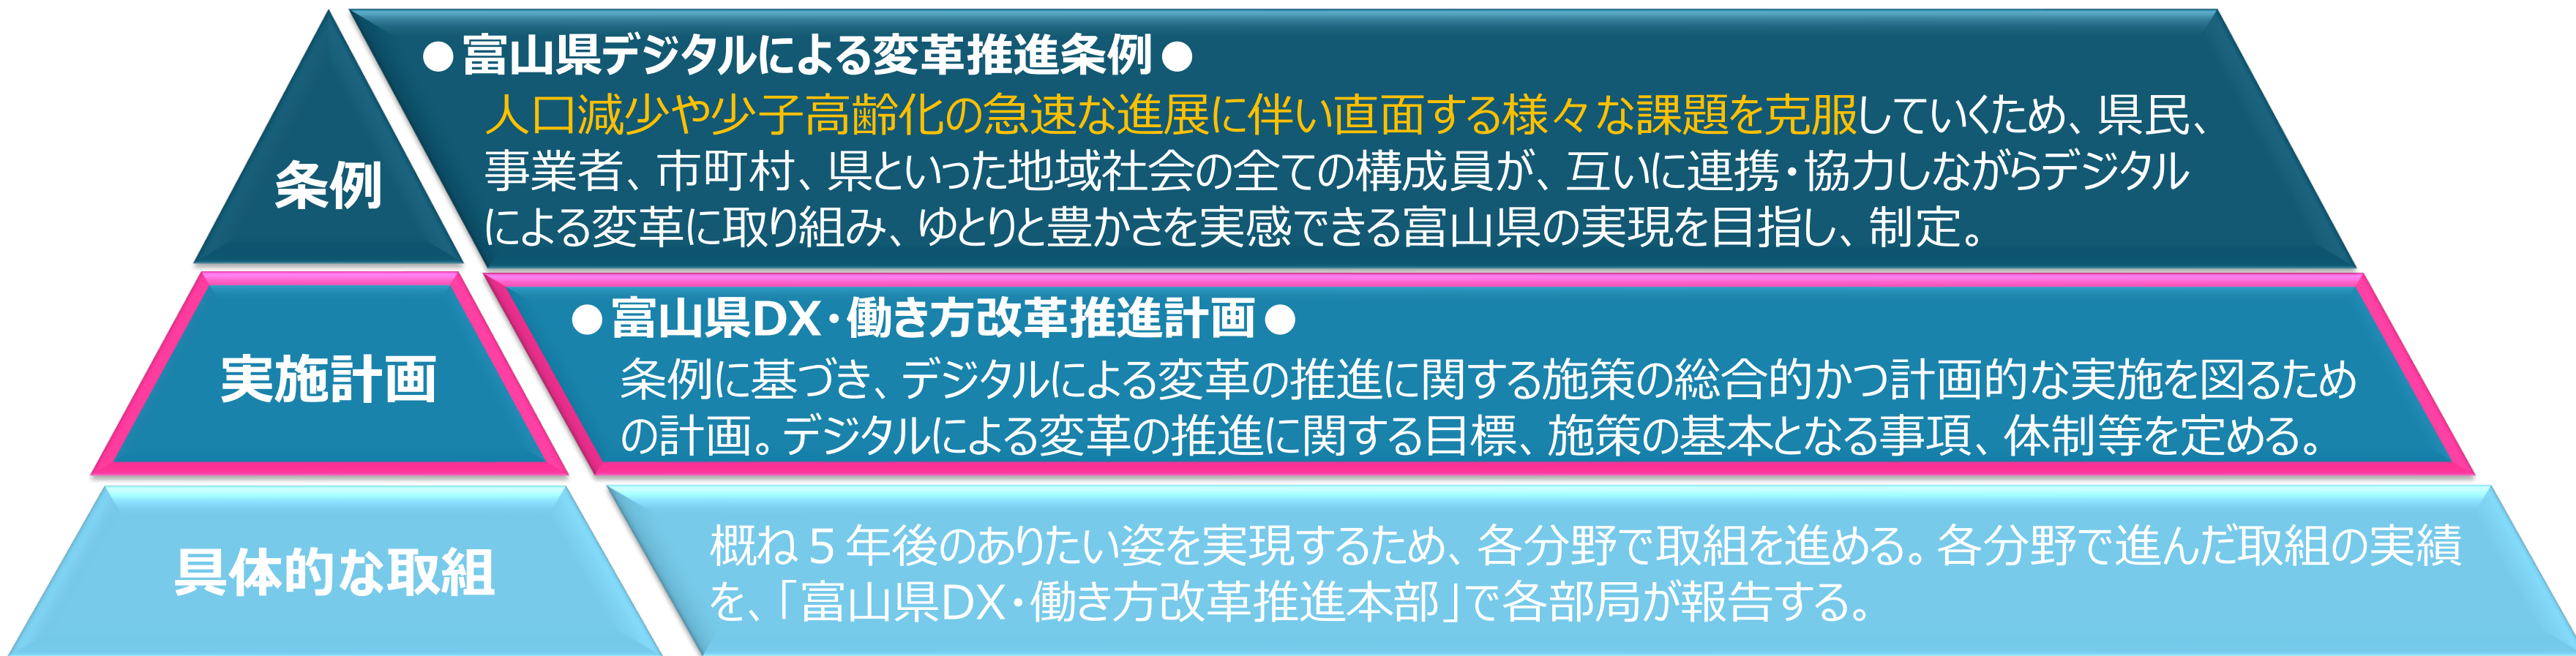 条例
●富山県デジタルによる変革推進条例●
人口減少や少子高齢化の急速な進展に伴い直面する様々な課題を克服していくため、県民、
事業者、市町村、県といった地域社会の全ての構成員が、互いに連携・協力しながらデジタル
による変革に取り組み、ゆとりと豊かさを実感できる富山県の実現を目指し、制定。
実施計画
●富山県DX・働き方改革推進計画●
条例に基づき、デジタルによる変革の推進に関する施策の総合的かつ計画的な実施を図るため
の計画。デジタルによる変革の推進に関する目標、施策の基本となる事項、体制等を定める。
具体的な取組
概ね５年後のありたい姿を実現するため、各分野で取組を進める。各分野で進んだ取組の実績
を、「富山県DX・働き方改革推進本部」で各部局が報告する。